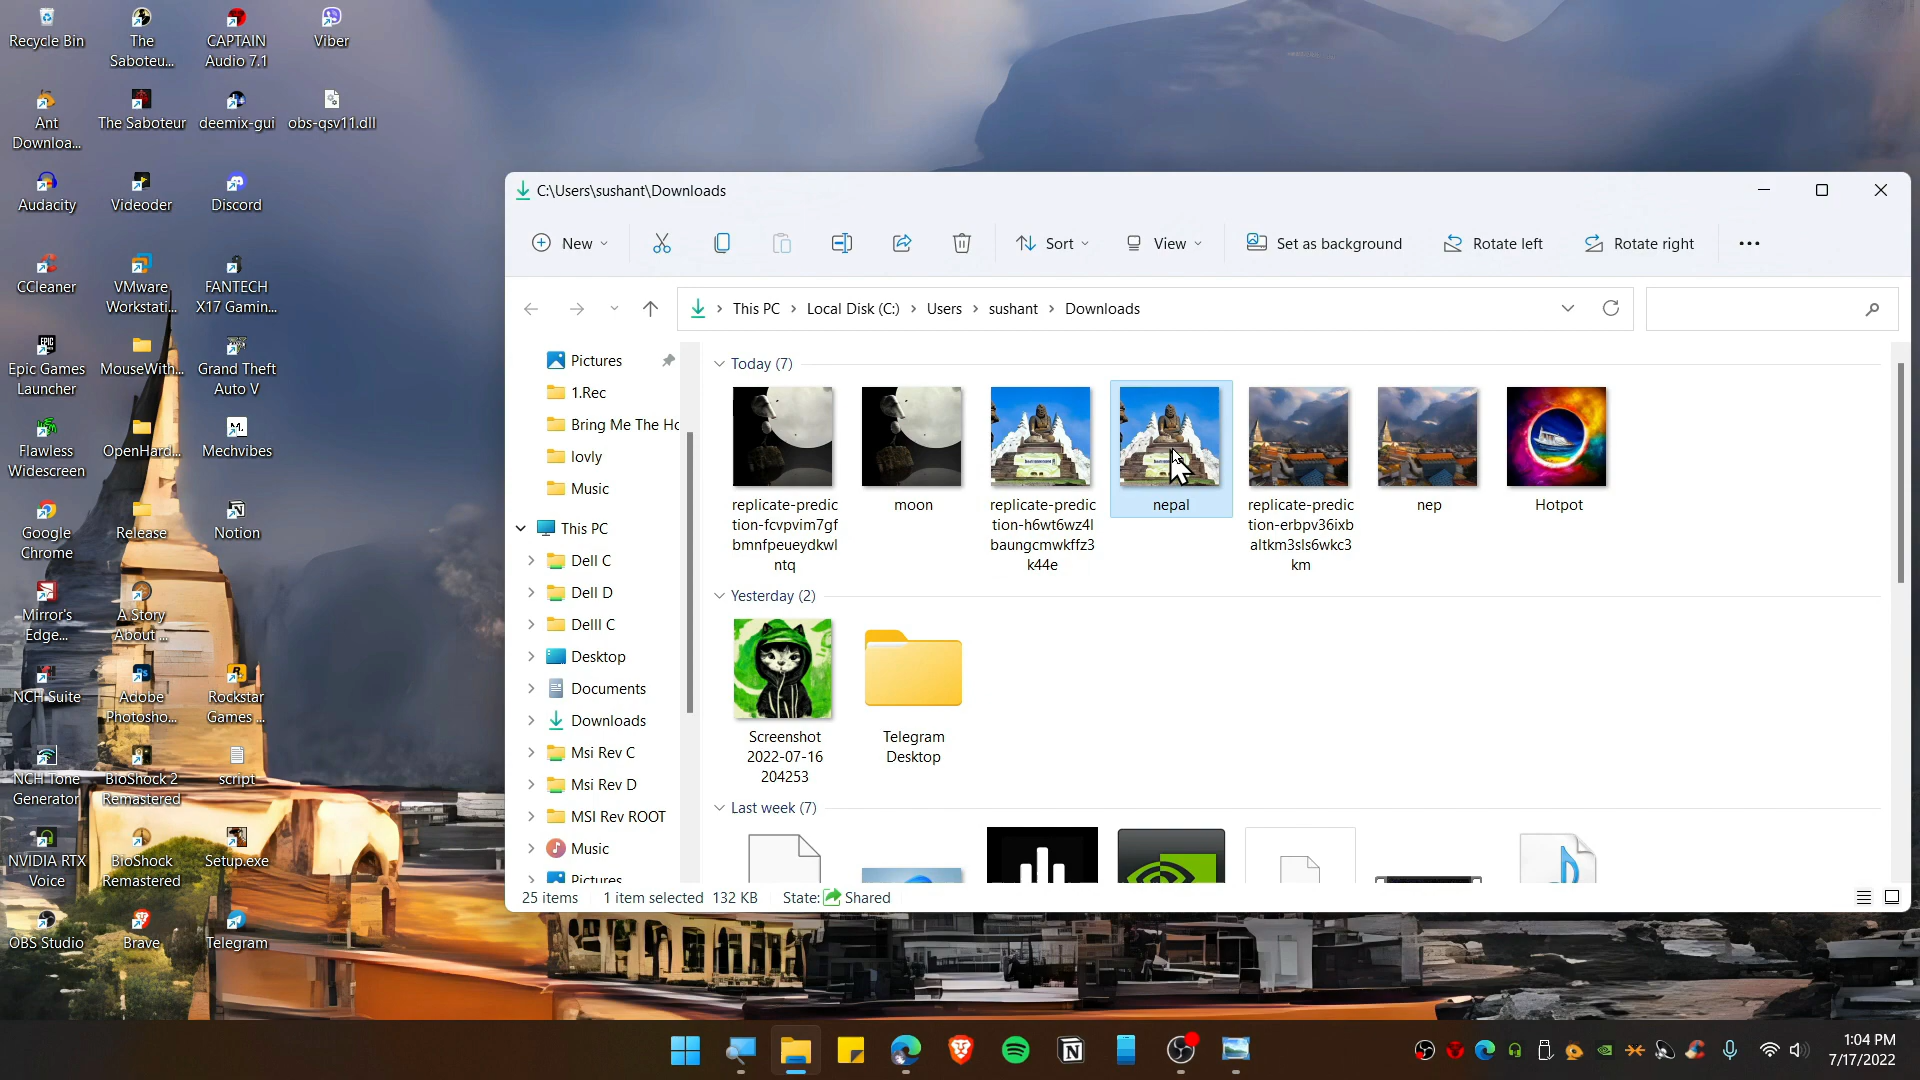 Recycle Bin
The
Saboteu...
CAPTAIN
Audio 7.1
Viber
Ant
Downloa...
The Saboteur
deemix-gui
obs-qsv11.dll
Audacity
Videoder
Discord
CCleaner
VMware
Workstati...
FANTECH
X17 Gamin...
Epic Games
Launcher
MouseWith...
Grand Theft
Auto V
Flawless
Widescreen
OpenHard...
Mechvibes
Google
Chrome
Release
Notion
Mirror's
Edge...
A Story
About ...
NCH Suite
Adobe
Photosho...
Rockstar
Games ...
NCH Tone
Generator
BioShock 2
Remastered
script
NVIDIA RTX
Voice
BioShock
Remastered
Setup.exe
OBS Studio
Brave
Telegram
C:\Users\sushant\Downloads
New
Sort
View
Set as background
Rotate left
Rotate right
This PC > Local Disk (C:) > Users > sushant > Downloads
Pictures
1.Rec
Bring Me The Ho
lovly
Music
This PC
Dell C
Dell D
Delll C
Desktop
Documents
Downloads
Msi Rev C
Msi Rev D
MSI Rev ROOT
Music
Pictures
Today (7)
replicate-predic
tion-fcvpvim7gf
bmnfpeueydkwl
ntq
moon
replicate-predic
tion-h6wt6wz4l
baungcmwkffz3
k44e
nepal
replicate-predic
tion-erbpv36ixb
altkm3sls6wkc3
km
nep
Hotpot
Yesterday (2)
Screenshot
2022-07-16
204253
Telegram
Desktop
Last week (7)
25 items 1 item selected 132 KB State: Shared
1:04 PM
7/17/2022